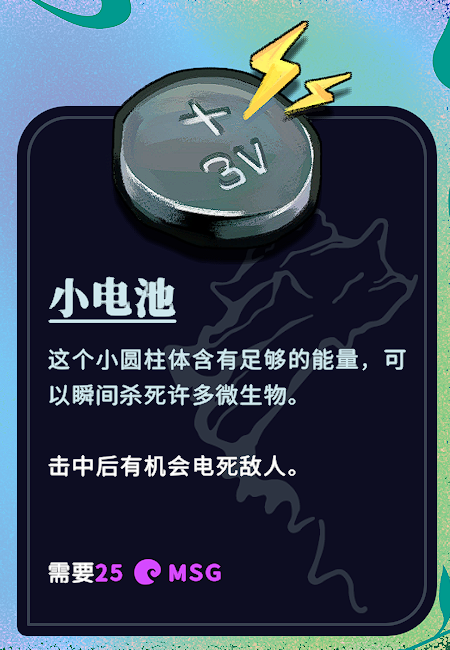 +
3V
小电池
这个小圆柱体含有足够的能量，可
以瞬间杀死许多微生物。
击中后有机会电死敌人。
需要25 MSG